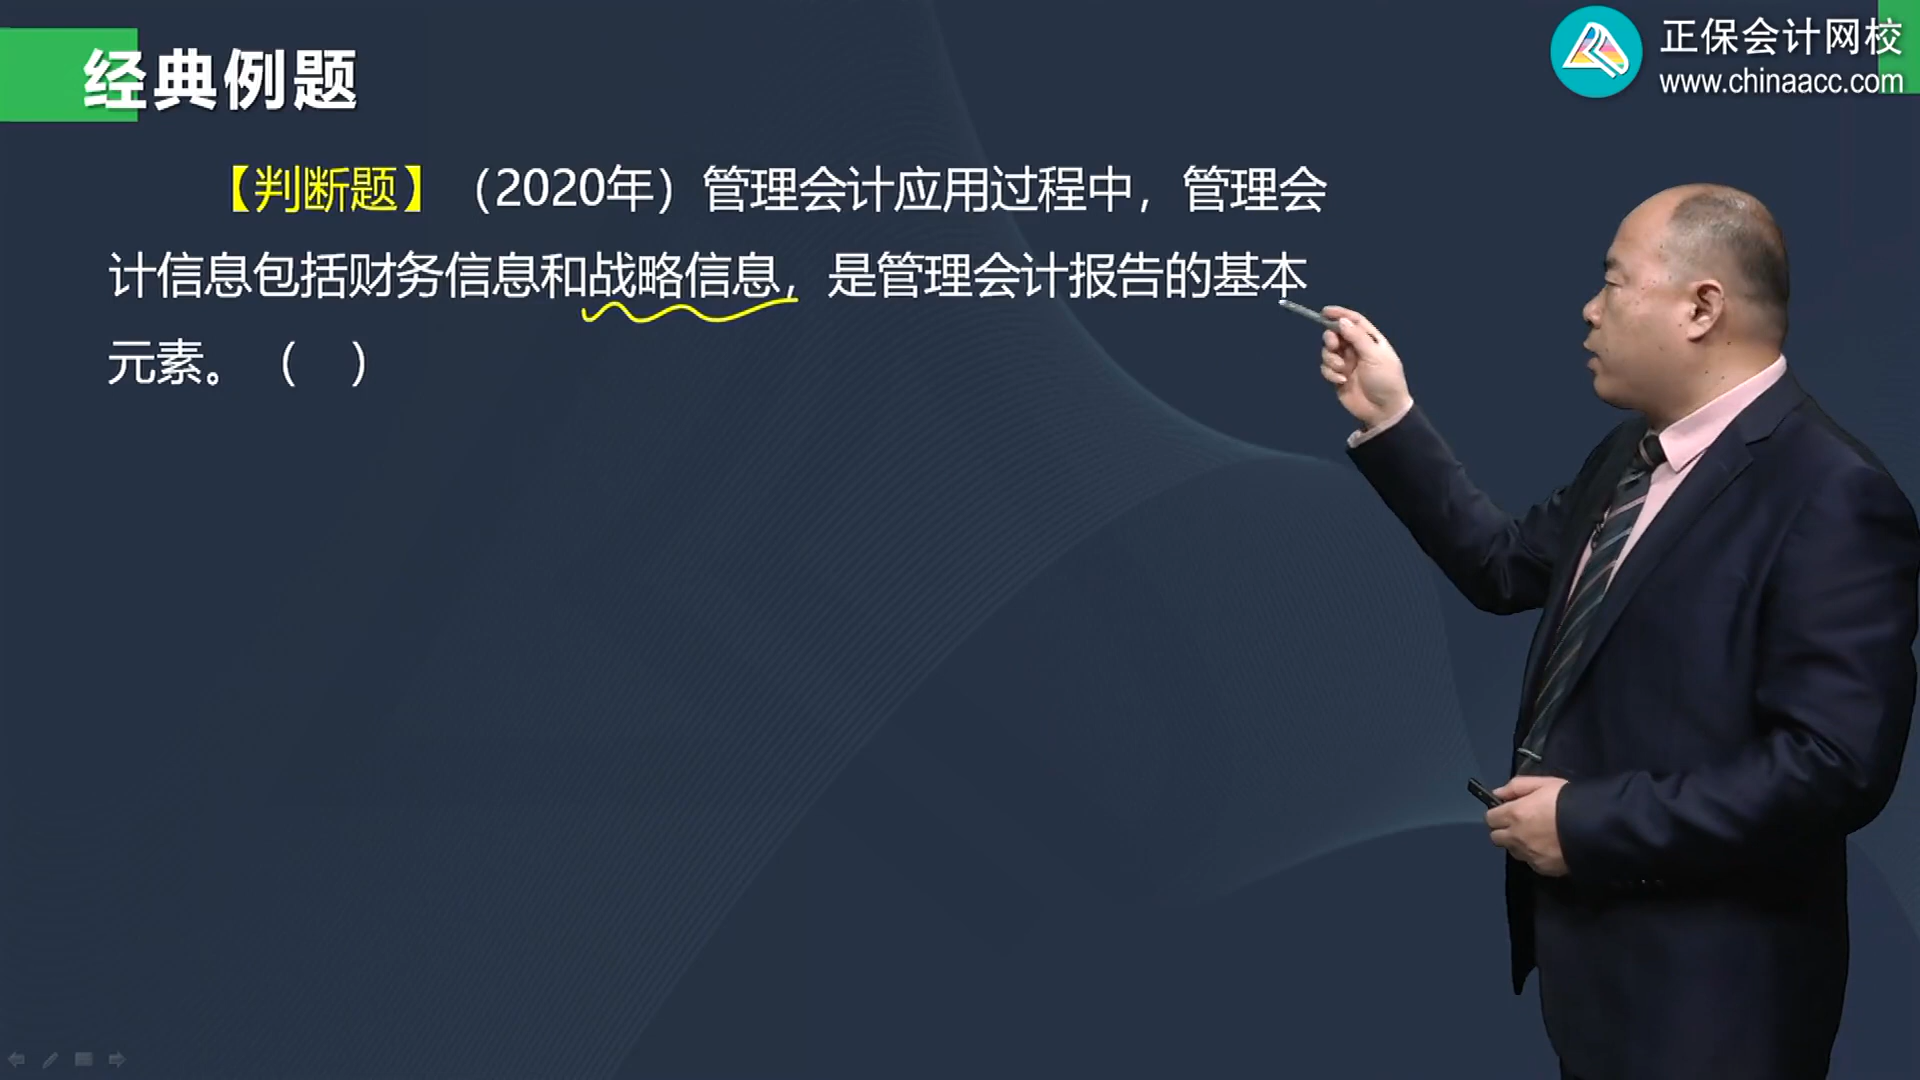 经典例题
正保会计网校
www.chinaacc.com
【判断题】（2020年）管理会计应用过程中，管理会
计信息包括财务信息和战略信息，是管理会计报告的基本
元素。（　）